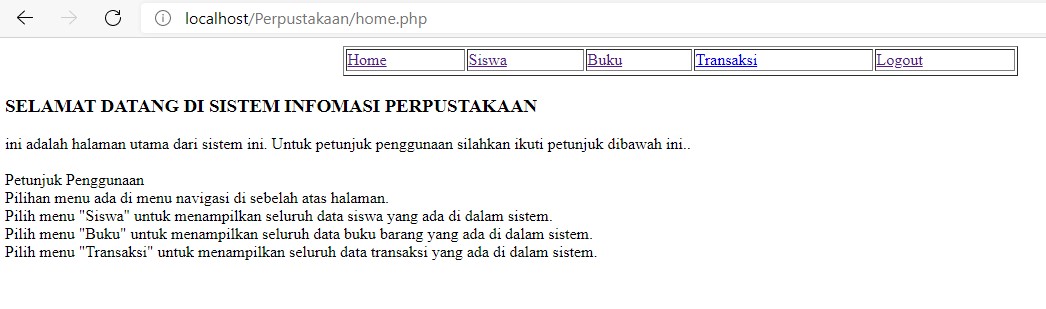 localhost/Perpustakaan/home.php
Home Siswa Buku Transaksi Logout
SELAMAT DATANG DI SISTEM INFOMASI PERPUSTAKAAN
ini adalah halaman utama dari sistem ini. Untuk petunjuk penggunaan silahkan ikuti petunjuk dibawah ini..
Petunjuk Penggunaan
Pilihan menu ada di menu navigasi di sebelah atas halaman.
Pilih menu "Siswa" untuk menampilkan seluruh data siswa yang ada di dalam sistem.
Pilih menu "Buku" untuk menampilkan seluruh data buku barang yang ada di dalam sistem.
Pilih menu "Transaksi" untuk menampilkan seluruh data transaksi yang ada di dalam sistem.